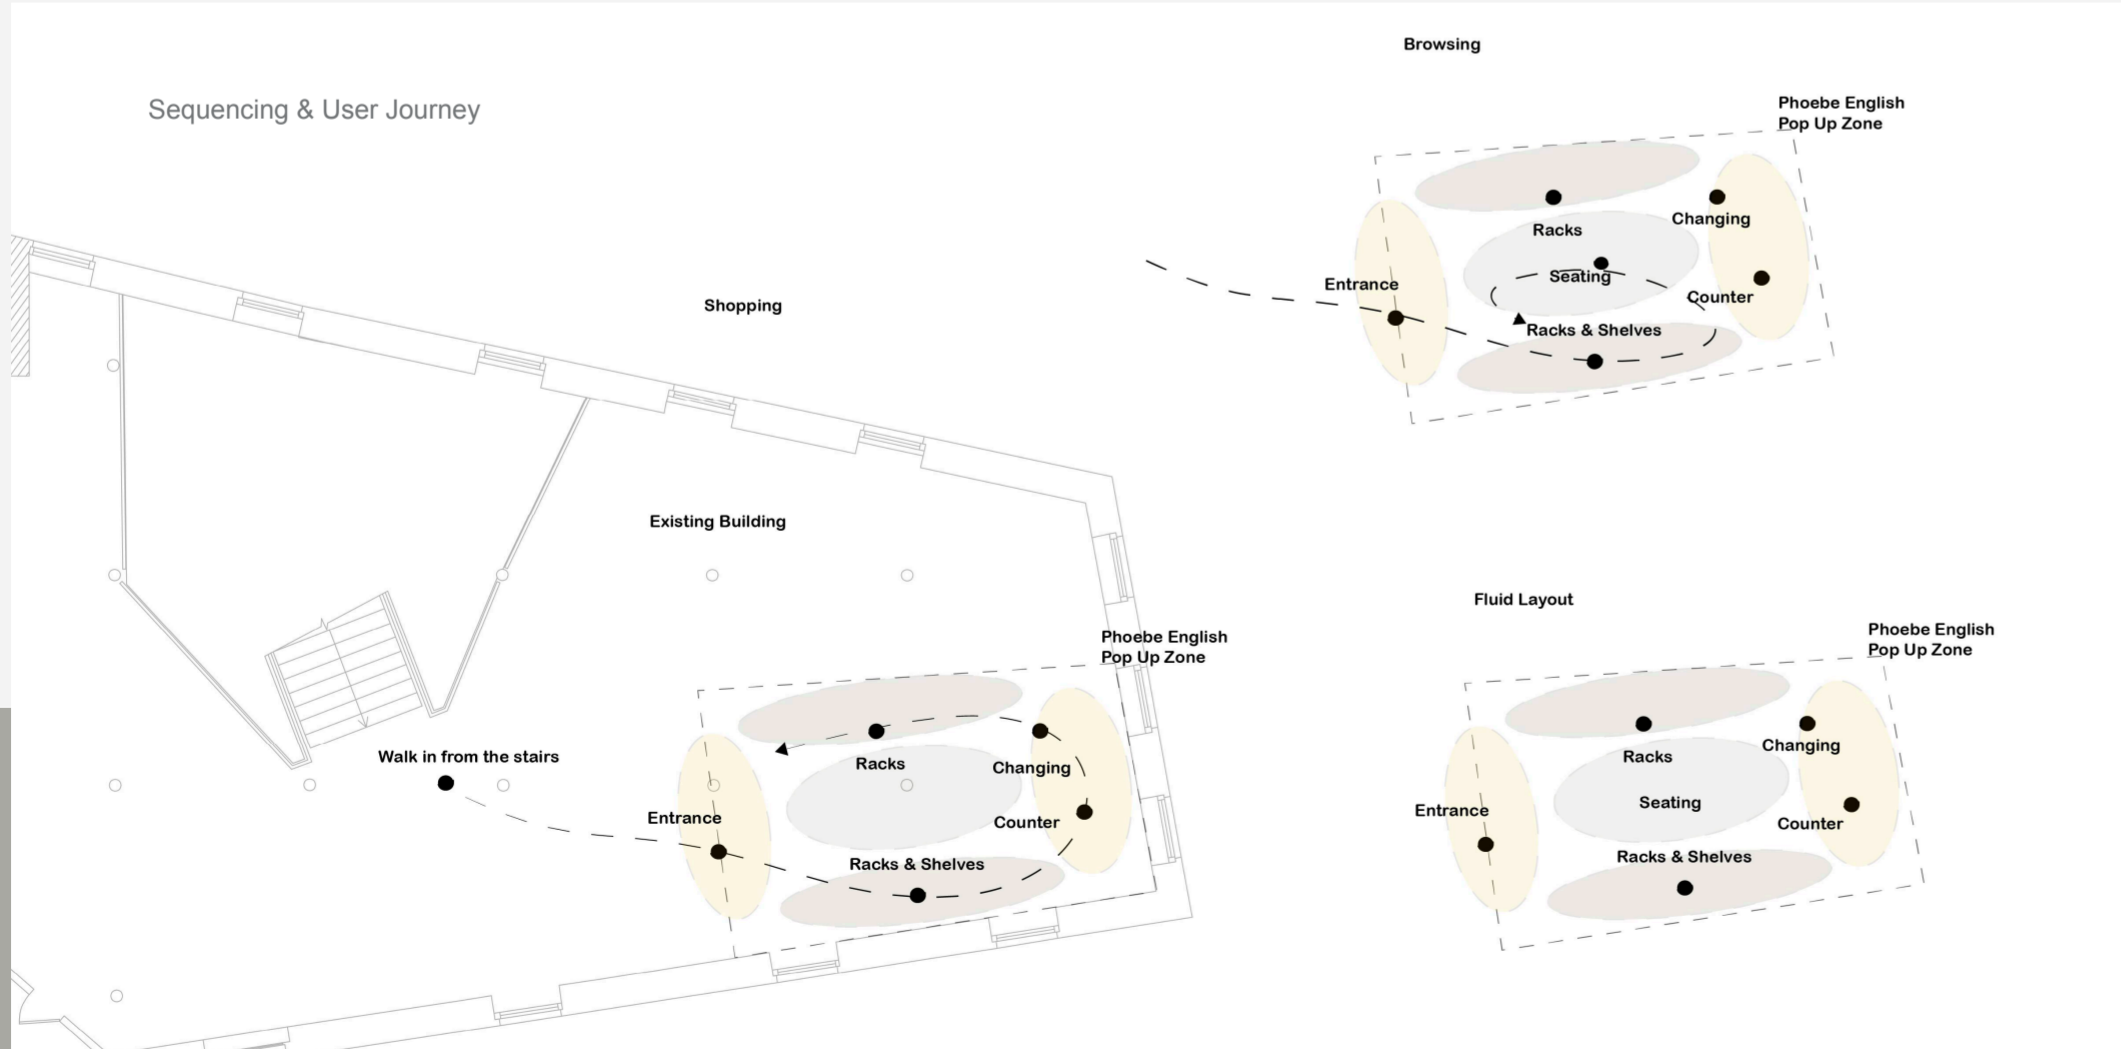 Sequencing & User Journey
Shopping
Existing Building
Phoebe English
Pop Up Zone
Walk in from the stairs
Entrance
Racks
Changing
Counter
Racks & Shelves
Browsing
Phoebe English
Pop Up Zone
Entrance
Racks
Changing
Seating
Counter
Racks & Shelves
Fluid Layout
Phoebe English
Pop Up Zone
Entrance
Racks
Changing
Seating
Counter
Racks & Shelves